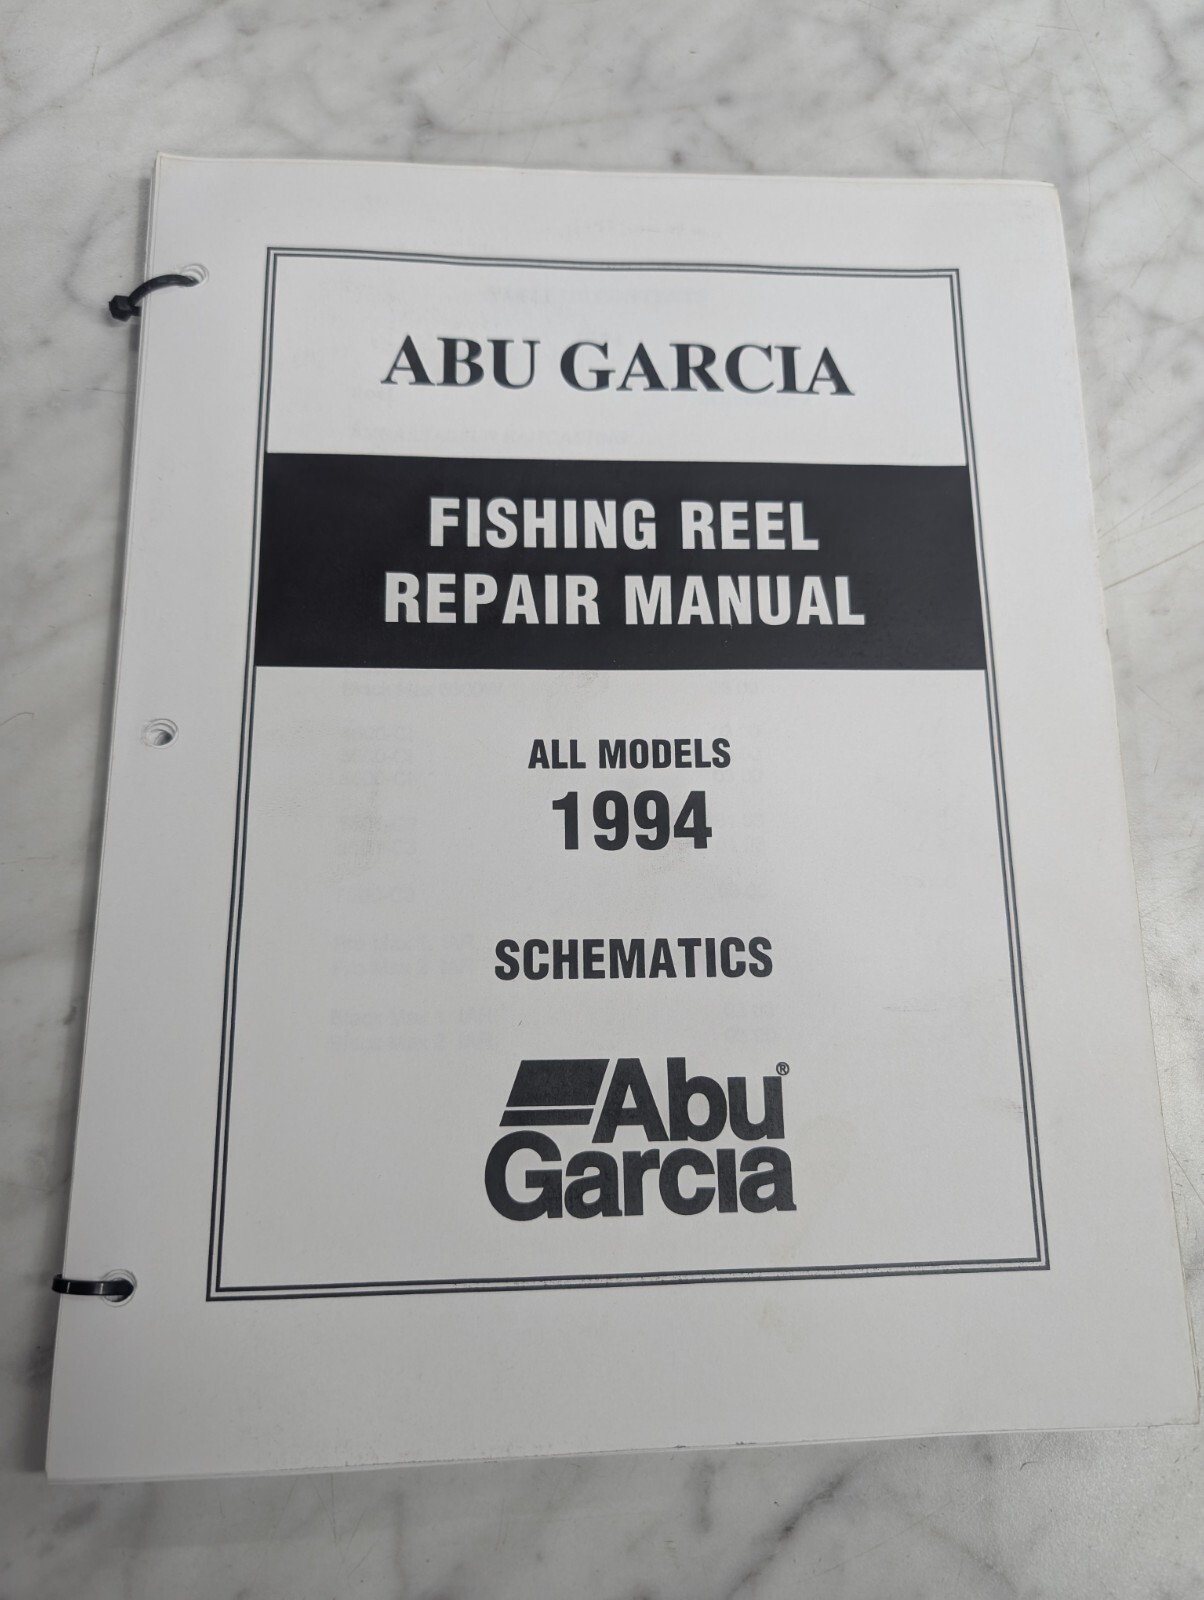 ABU GARCIA
FISHING REEL
REPAIR MANUAL
ALL MODELS
1994
SCHEMATICS
Abu®
Garcia